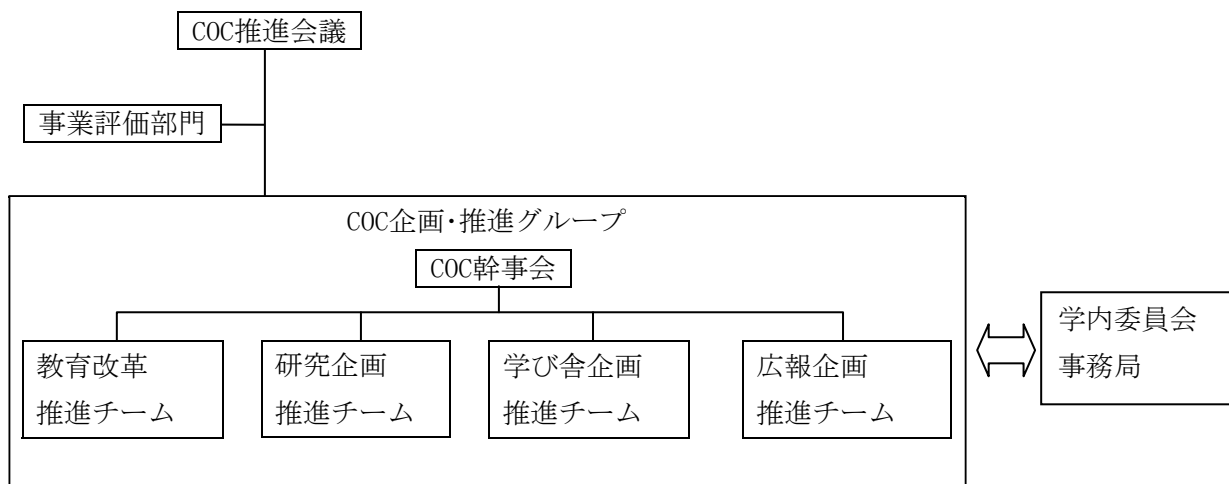 COC推進会議
事業評価部門
COC企画・推進グループ
COC幹事会
教育改革
推進チーム
研究企画
推進チーム
学び舎企画
推進チーム
広報企画
推進チーム
学内委員会
事務局